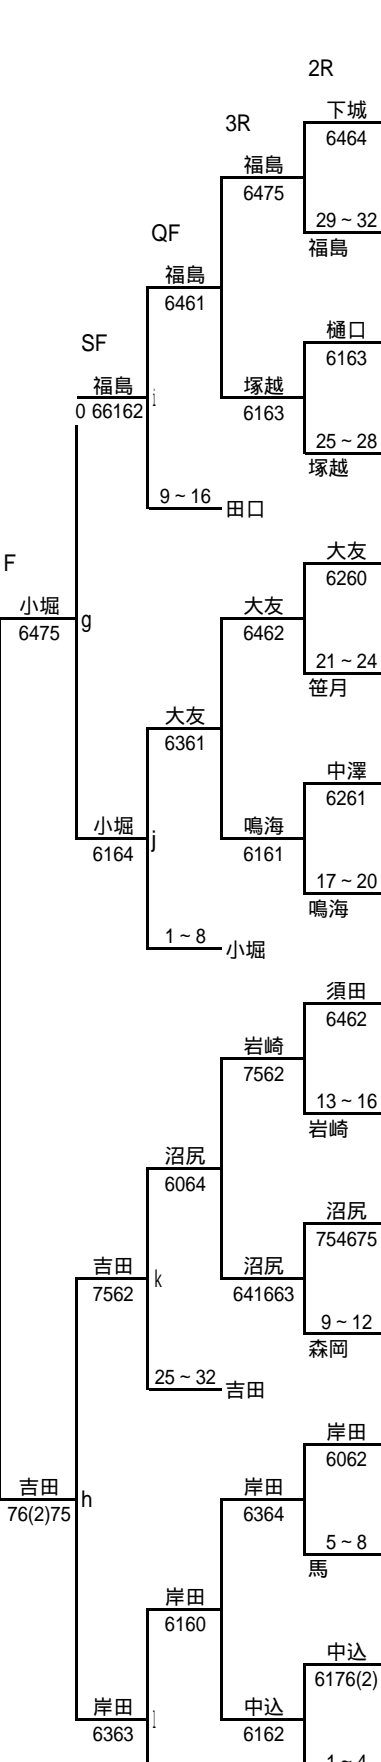 2R
下城
3R
6464
福島
6475
29 ~ 32
QF
福島
福島
6461
樋口
SF
6163
福島
i
塚越
0 66162
6163
25 ~ 28
塚越
9 ~ 16
田口
大友
F
6260
小堀
大友
6475
g
6462
21 ~ 24
笹月
大友
6361
中澤
6261
小堀
鳴海
6164
j
6161
17 ~ 20
鳴海
1 ~ 8
小堀
須田
6462
岩崎
7562
13 ~ 16
岩崎
沼尻
6064
沼尻
754675
吉田
沼尻
7562
k
641663
9 ~ 12
森岡
25 ~ 32
吉田
岸田
6062
吉田
岸田
76(2)75
h
6364
5 ~ 8
馬
岸田
6160
中込
6176(2)
岸田
l
中込
6363
6162